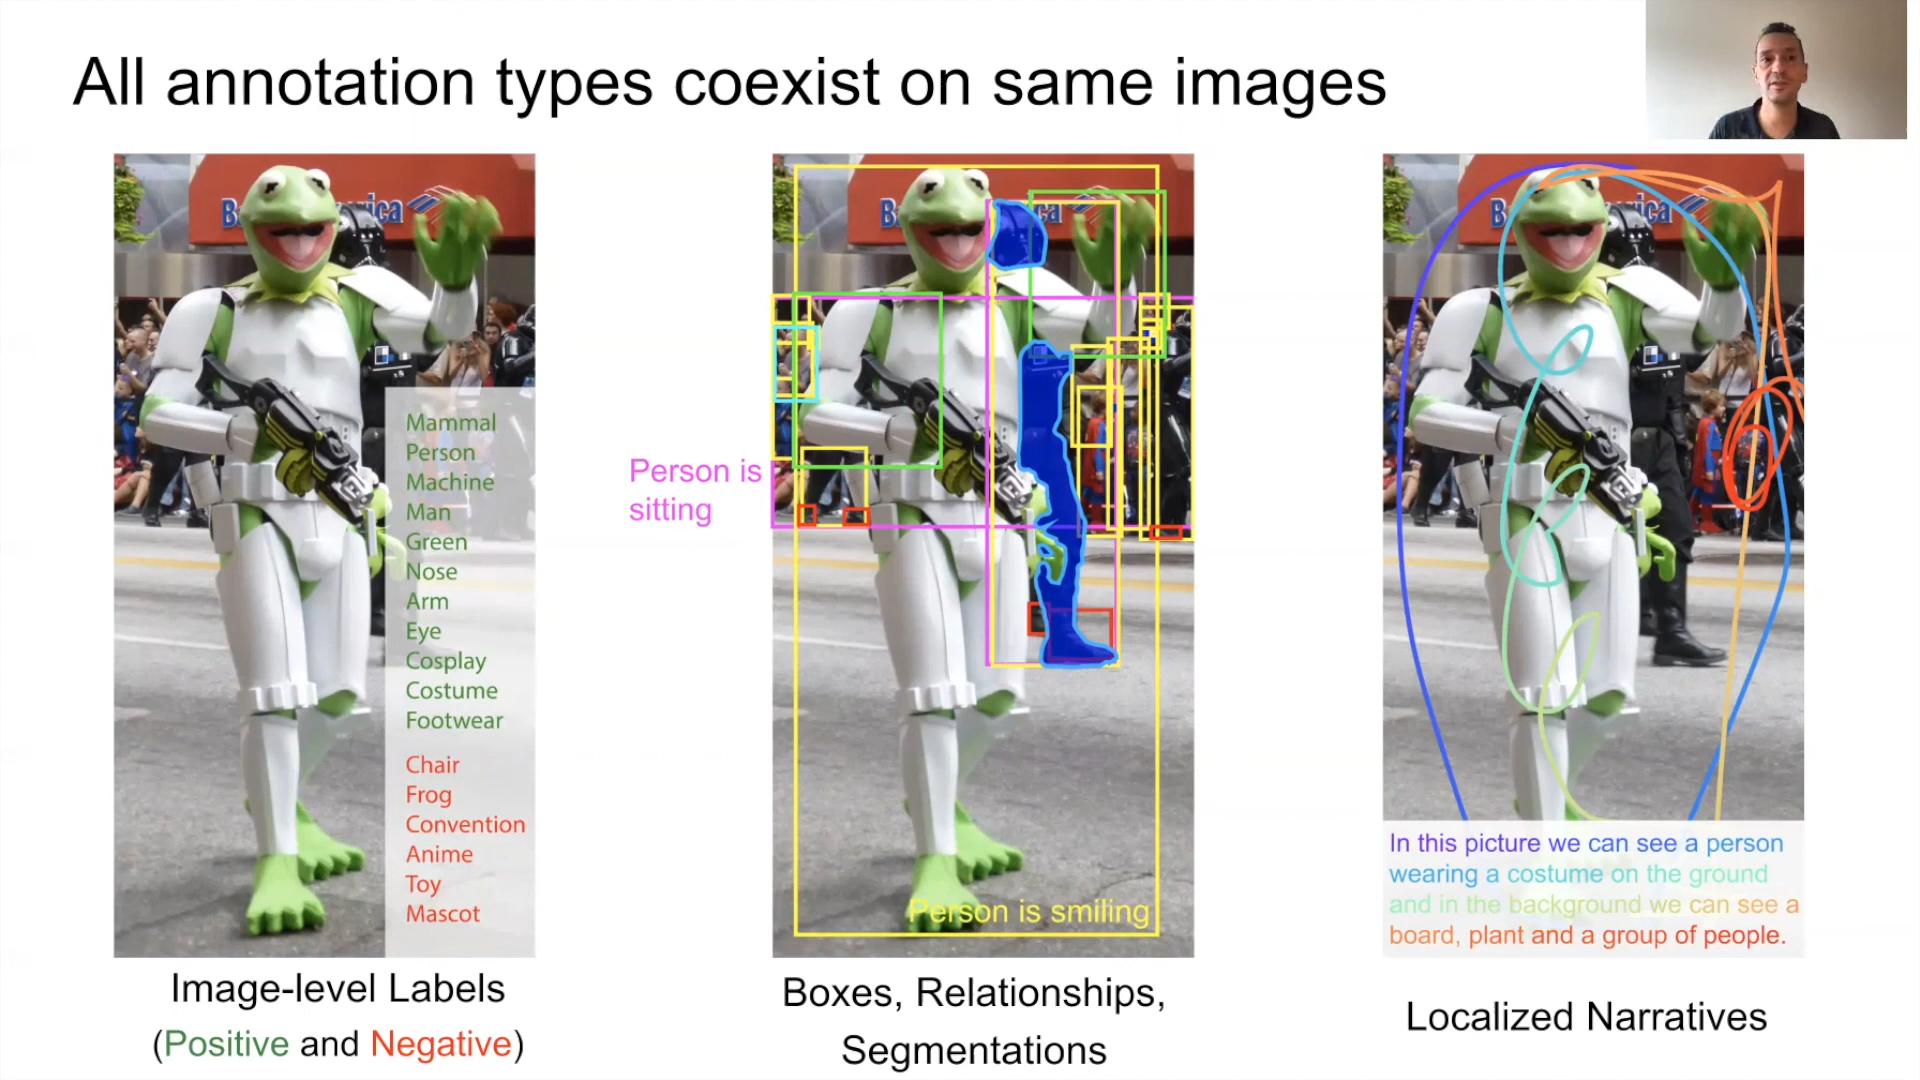 All annotation types coexist on same images
Mammal
Person
Machine
Man
Green
Nose
Arm
Eye
Cosplay
Costume
Footwear
Chair
Frog
Convention
Anime
Toy
Mascot
Image-level Labels
(Positive and Negative)
Person is
sitting
Person is smiling
Boxes, Relationships,
Segmentations
In this picture we can see a person
wearing a costume on the ground
and in the background we can see a
board, plant and a group of people.
Localized Narratives